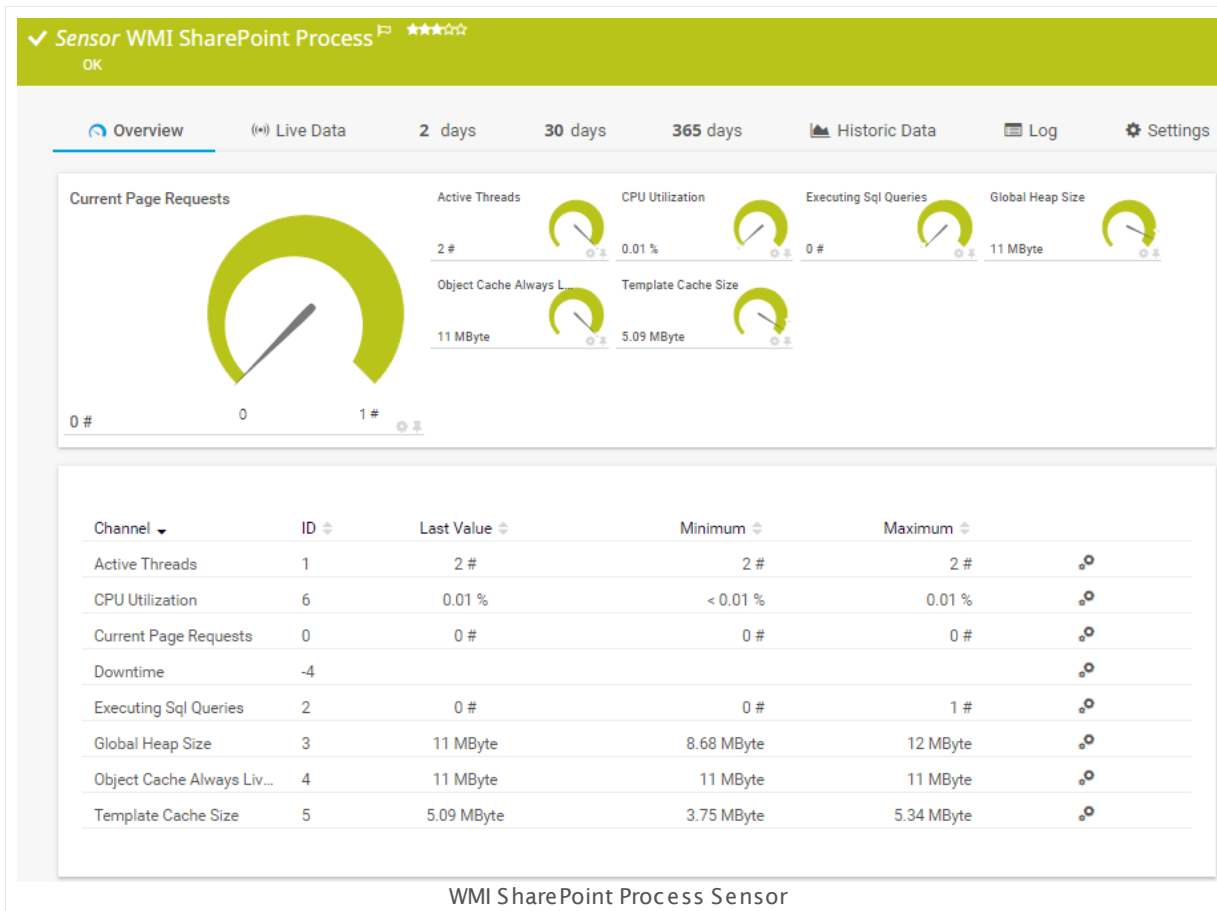 Sensor WMI SharePoint Process
OK
Overview Live Data 2 days 30 days 365 days Historic Data Log Settings
Current Page Requests
0 #
0 1 #
Active Threads
2 #
CPU Utilization
0.01 %
Executing Sql Queries
0 #
Global Heap Size
11 MByte
Object Cache Always L...
11 MByte
Template Cache Size
5.09 MByte
Channel ID Last Value Minimum Maximum
Active Threads 1 2 # 2 # 2 #
CPU Utilization 6 0.01 % < 0.01 % 0.01 %
Current Page Requests 0 0 # 0 # 0 #
Downtime -4
Executing Sql Queries 2 0 # 0 # 1 #
Global Heap Size 3 11 MByte 8.68 MByte 12 MByte
Object Cache Always Liv... 4 11 MByte 11 MByte 11 MByte
Template Cache Size 5 5.09 MByte 3.75 MByte 5.34 MByte
WMI SharePoint Process Sensor